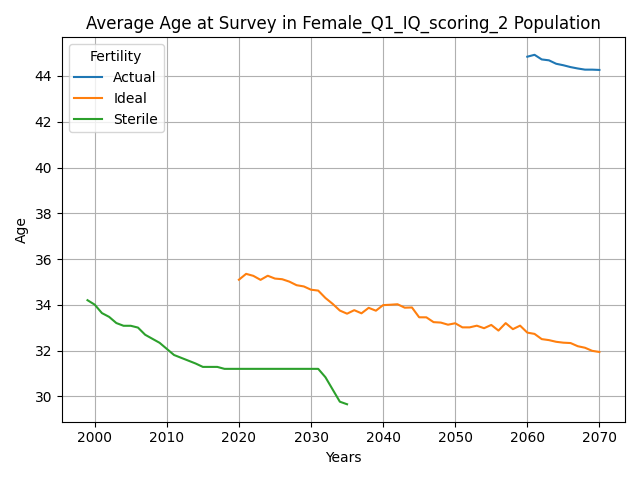 Average Age at Survey in Female_Q1_IQ_scoring_2 Population
Fertility
Actual
Ideal
Sterile
Age
44
42
40
38
36
34
32
30
2000 2010 2020 2030 2040 2050 2060 2070
Years